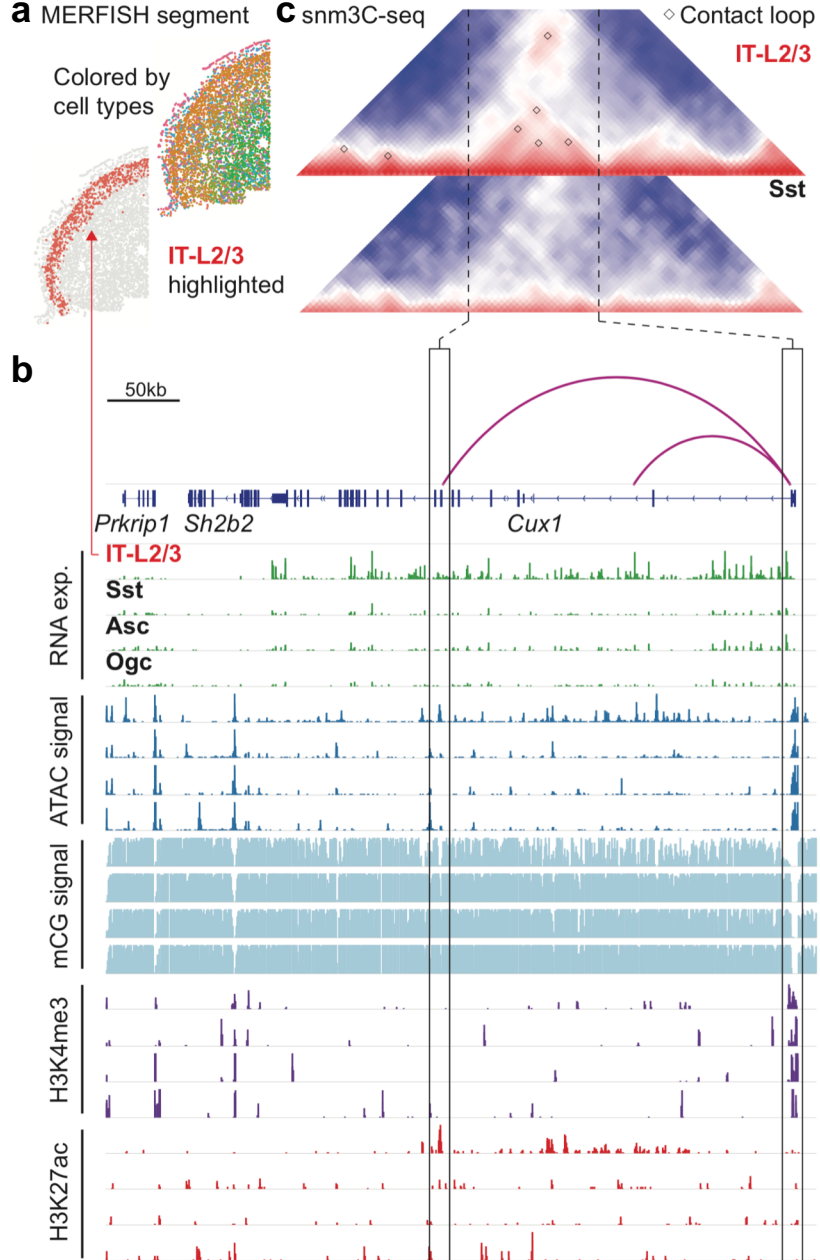 a MERFISH segment
Colored by
cell types
IT-L2/3
highlighted
c snm3C-seq
Contact loop
IT-L2/3
Sst
b
50kb
Prkrip1 Sh2b2 Cux1
RNA exp.
IT-L2/3
Sst
Asc
Ogc
ATAC signal
mCG signal
H3K4me3
H3K27ac